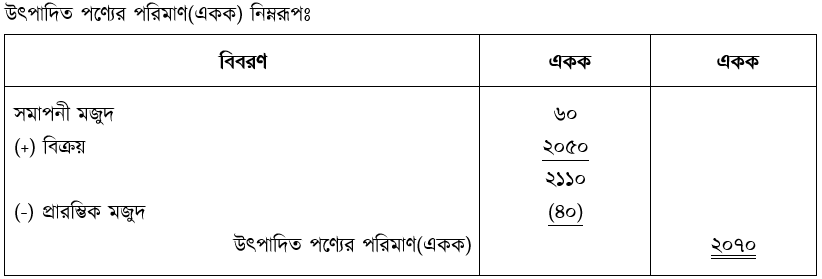 উৎপাদিত পণ্যের পরিমাণ(একক) নিম্নরূপঃ
বিবরণ একক একক
সমাপনী মজুদ ৬০
(+) বিক্রয় ২০৫০
২১১০
(-) প্রারম্ভিক মজুদ (৪০)
উৎপাদিত পণ্যের পরিমাণ(একক) ২০৭০